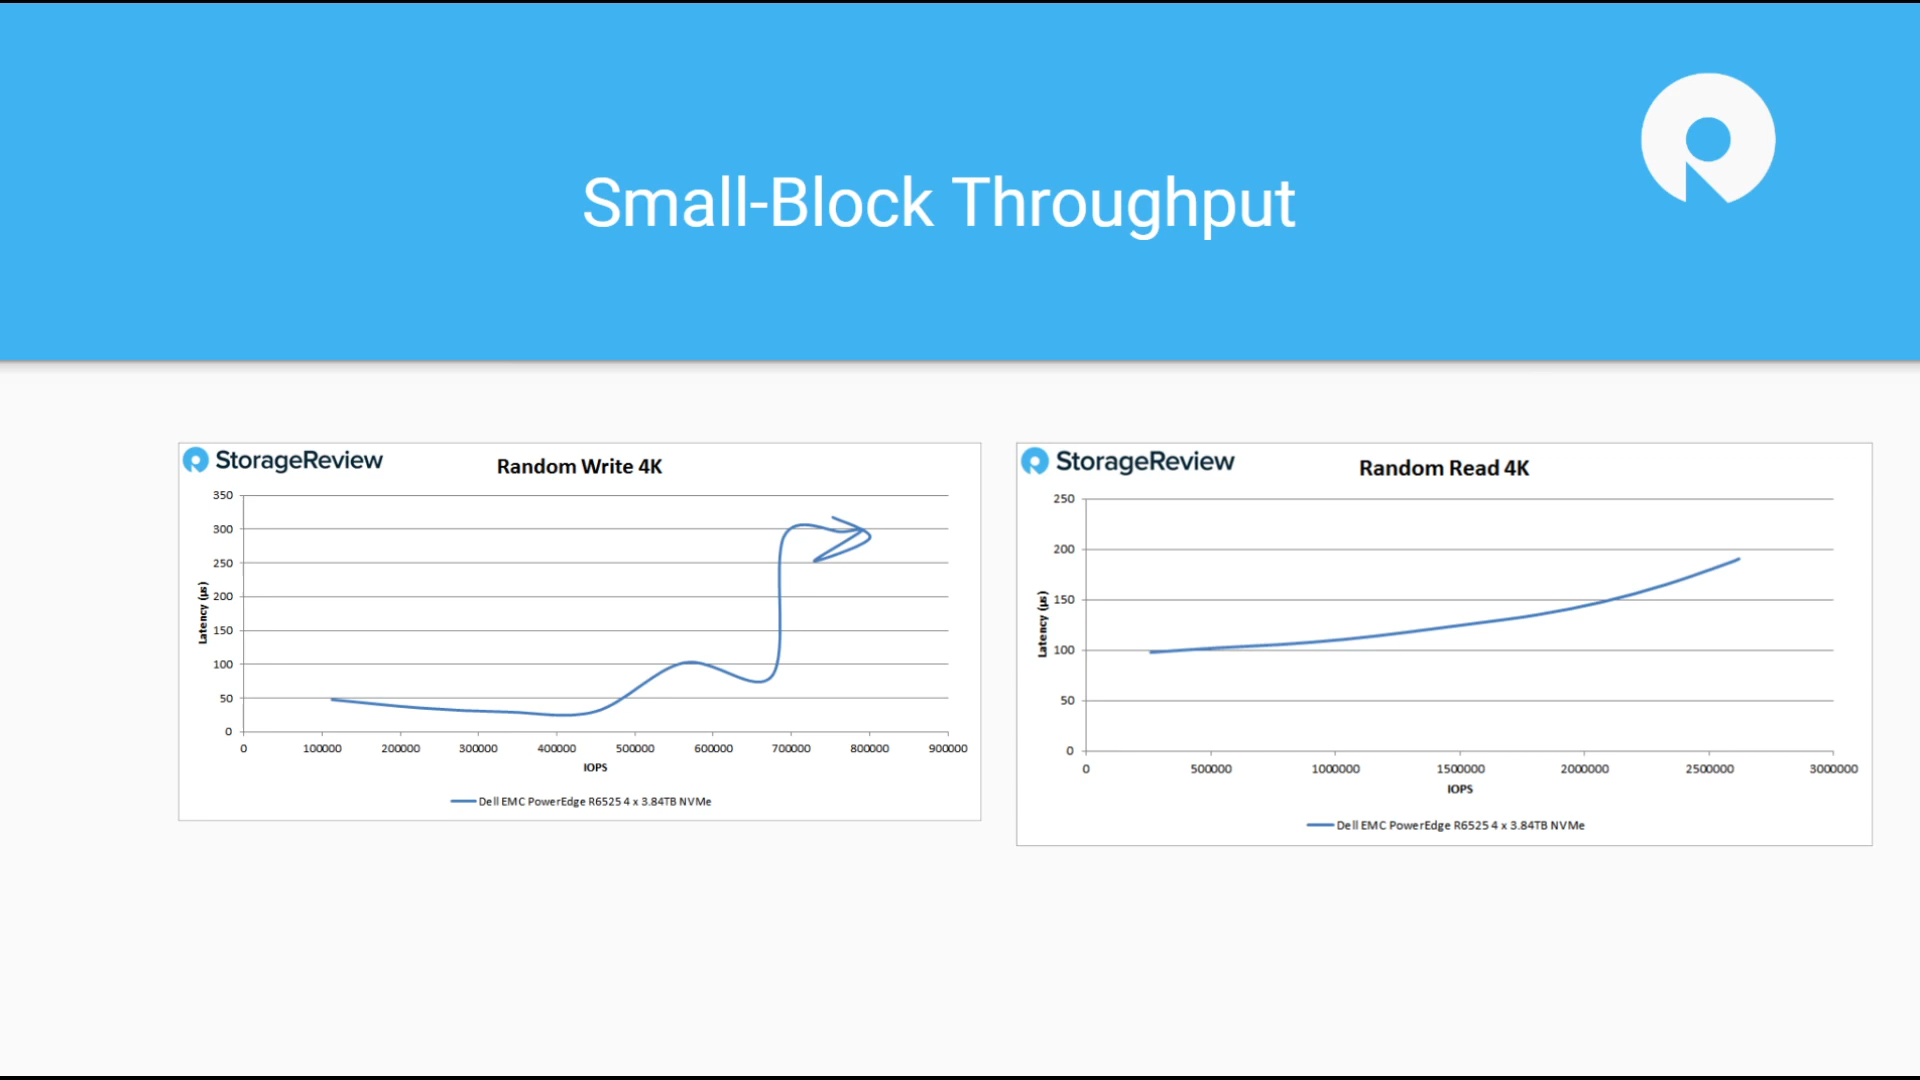 Small-Block Throughput
StorageReview
Random Write 4K
350
300
250
200
150
100
50
0
Latency (µs)
0 100000 200000 300000 400000 500000 600000 700000 800000 900000
IOPS
Dell EMC PowerEdge R6525 4 x 3.84TB NVMe
StorageReview
Random Read 4K
250
200
150
100
50
0
Latency (µs)
0 500000 1000000 1500000 2000000 2500000 3000000
IOPS
Dell EMC PowerEdge R6525 4 x 3.84TB NVMe